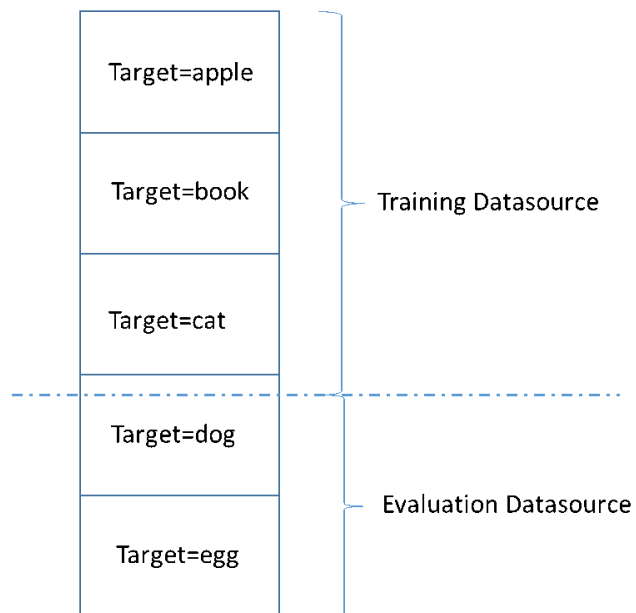 Target=apple
Target=book
Training Datasource
Target=cat
Target=dog
Evaluation Datasource
Target=egg